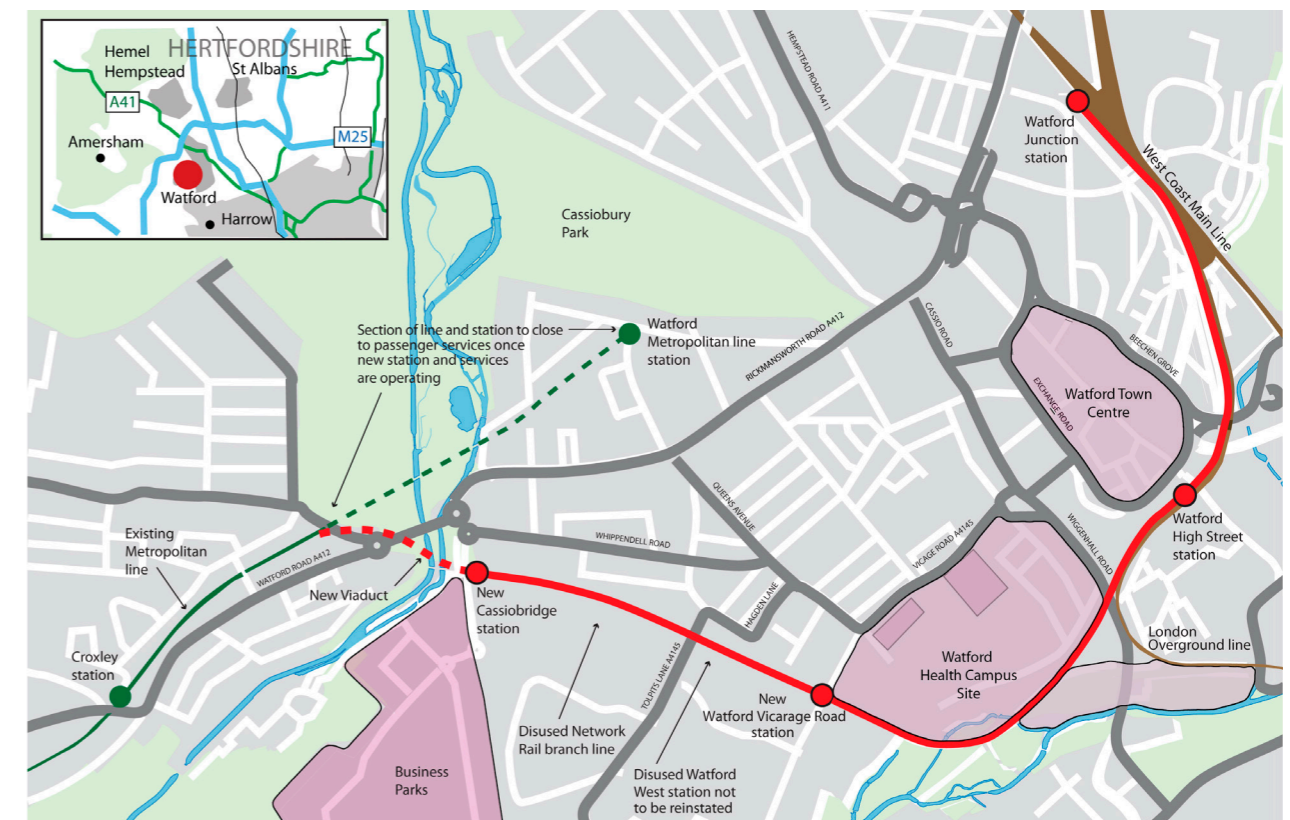 HERTFORDSHIRE
Hemel
Hempstead
St Albans
A41
M25
Amersham
Watford
Harrow
HEMPSTEAD ROAD A411
Watford
Junction
station
West Coast Main Line
Cassiobury
Park
Section of line and station to close
to passenger services once
new station and services
are operating
Watford
Metropolitan line
station
RICKMANSWORTH ROAD A412
CASSIO ROAD
BEECHEN GROVE
EXCHANGE ROAD
Watford Town
Centre
Existing
Metropolitan
line
WATFORD ROAD A412
New Viaduct
QUEENS AVENUE
WHIPPENDELL ROAD
VICAGE ROAD A4145
WIGGENHALL ROAD
Watford
High Street
station
New
Cassiobridge
station
HAGDEN LANE
TOLPITS LANE A4145
Croxley
station
London
Overground line
Watford
Health Campus
Site
New
Watford Vicarage Road
station
Disused Network
Rail branch line
Disused Watford
West station not
to be reinstated
Business
Parks